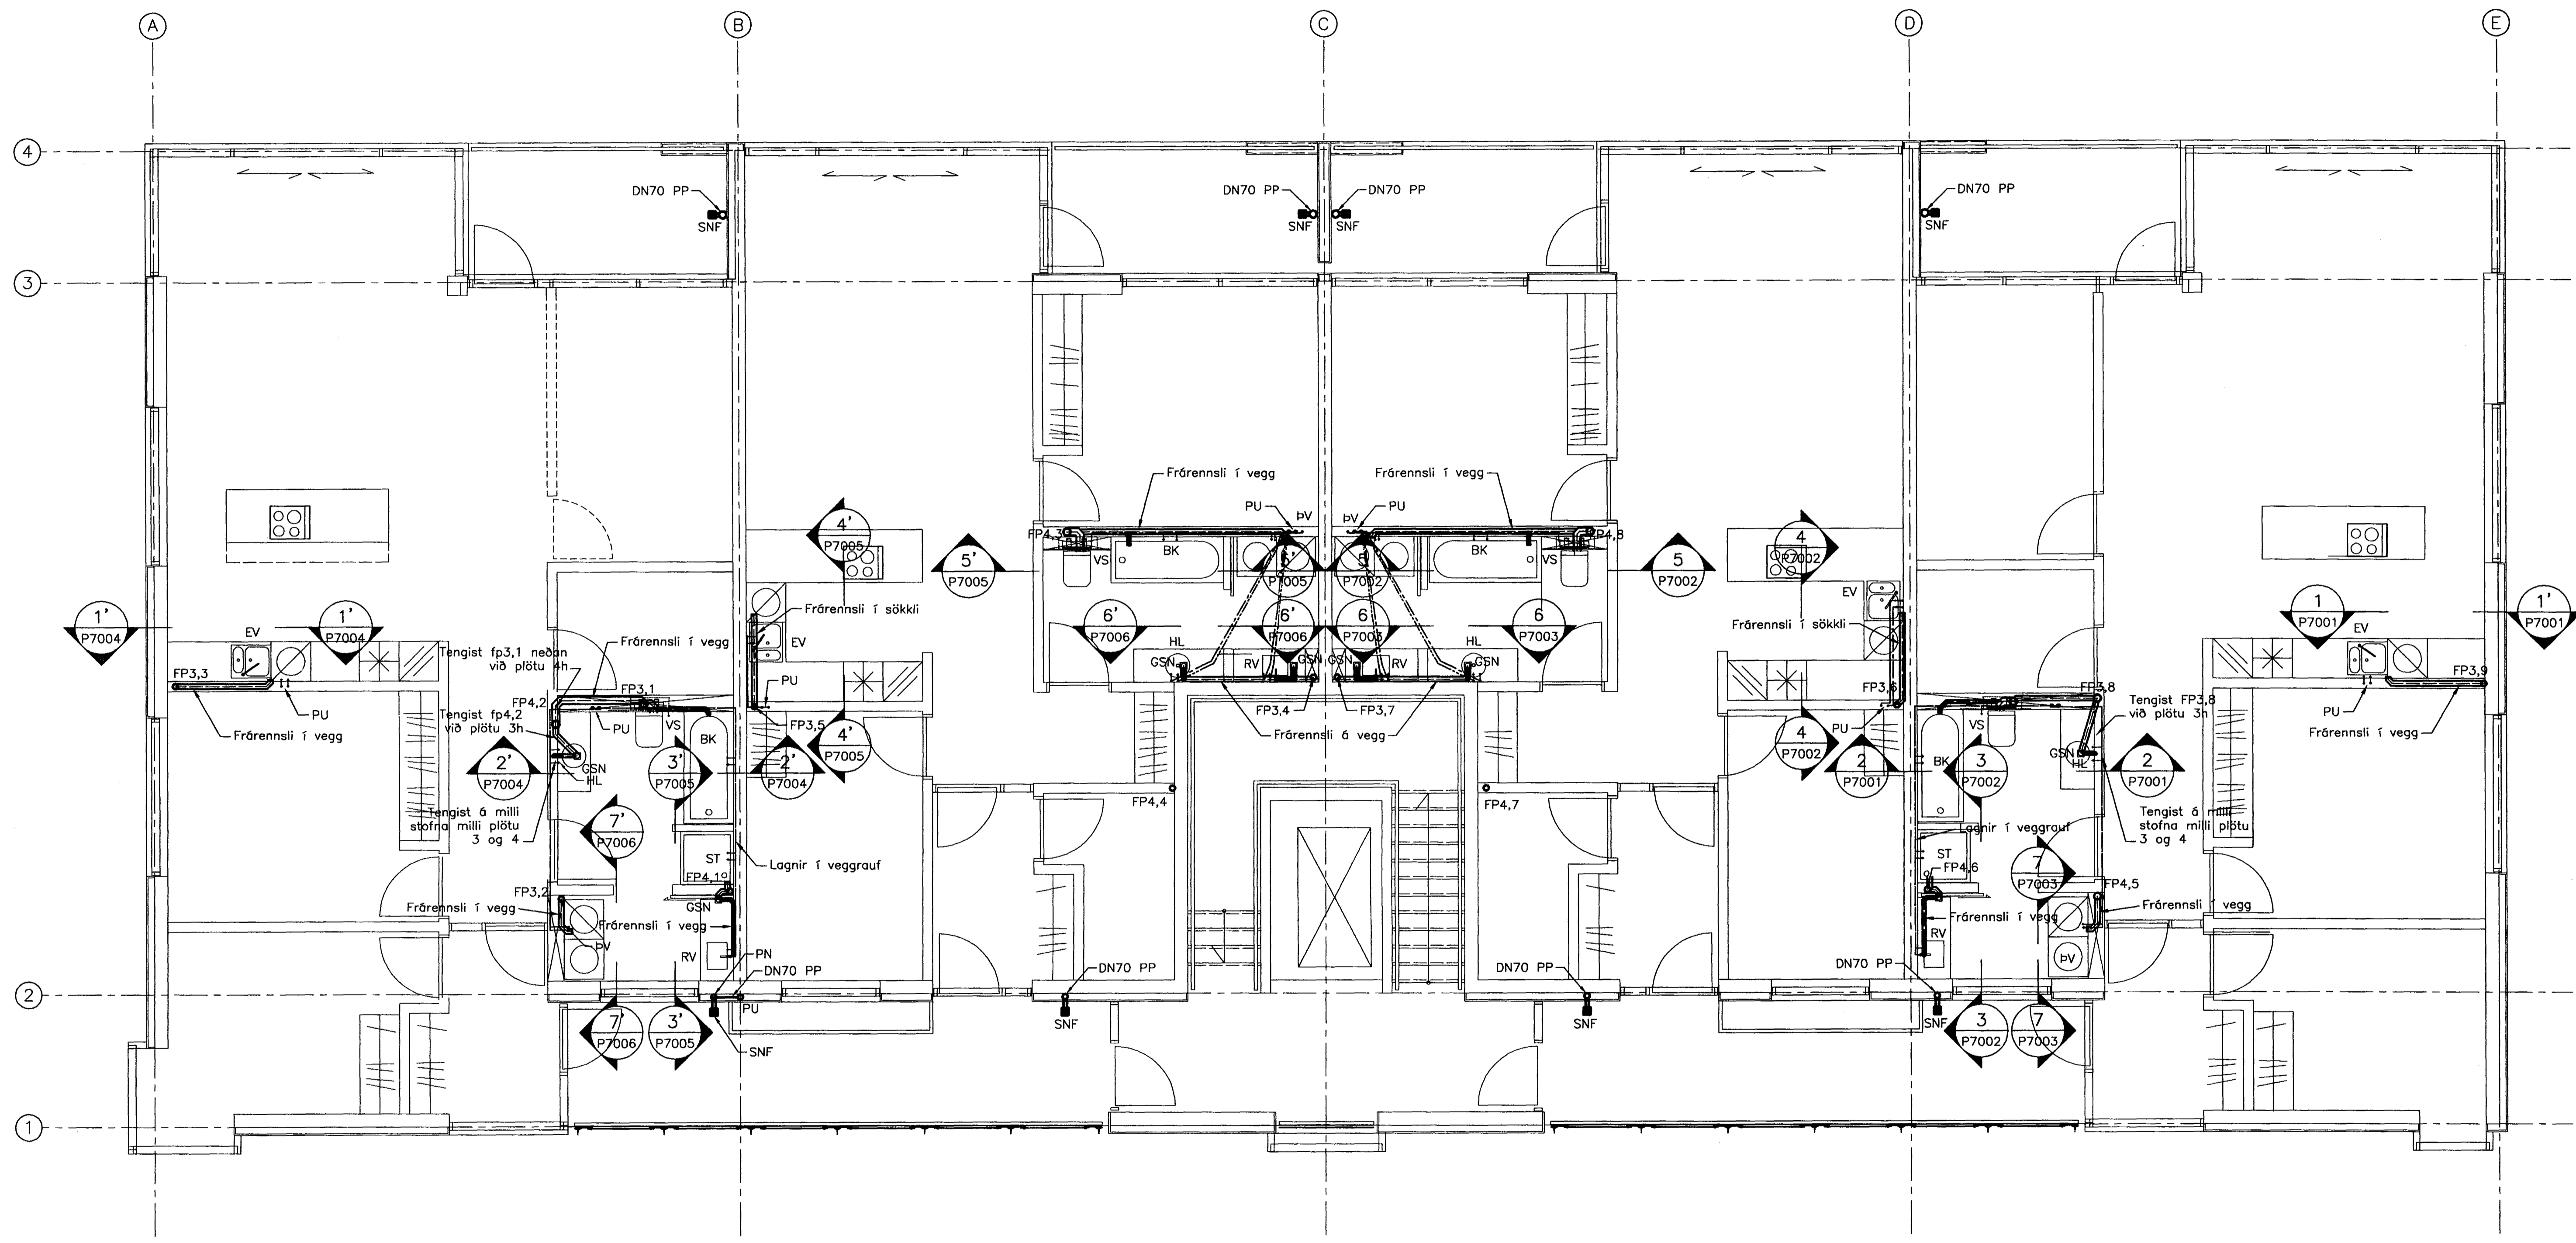 A
B
C
D
E
4
DN70 PP
SNF
DN70 PP
SNF
DN70 PP
SNF
DN70 PP
SNF
3
Frárennsli í vegg
Frárennsli í vegg
PU
ÞV
ÞV
PU
FP4,3
VS
BK
BK
VS
FP4,8
4'
P7005
4
P7002
5'
P7005
5'
P7005
5
P7002
5
P7002
1'
P7004
1'
P7004
6'
P7006
6'
P7006
6
P7003
6
P7003
1
P7001
1'
P7001
EV
Frárennsli í sökkli
EV
EV
Frárennsli í sökkli
EV
Frárennsli í vegg
Tengist fp3,1 neðan
við plötu 4h
HL
GSN
RV
GSN
GSN
RV
HL
GSN
FP3,3
PU
Frárennsli í vegg
FP4,2
FP3,1
Tengist fp4,2
við plötu 3h
PU
VS
BK
PU
FP3,5
FP3,4
FP3,7
Frárennsli á vegg
FP3,6
PU
VS
BK
FP3,8
Tengist FP3,8
við plötu 3h
PU
FP3,9
Frárennsli í vegg
2'
P7004
GSN
HL
3'
P7005
2'
P7004
4'
P7005
4
P7002
2
P7001
3
P7002
GSN
HL
2
P7001
FP4,4
FP4,7
Tengist á milli
stofna milli plötu
3 og 4
7'
P7006
ST
FP4,1
Lagnir í veggrauf
Lagnir í veggrauf
ST
FP4,6
7
P7003
Tengist á milli
stofna milli plötu
3 og 4
FP3,2
Frárennsli í vegg
GSN
Frárennsli í vegg
ÞV
RV
PN
DN70 PP
FP4,5
Frárennsli í vegg
Frárennsli í vegg
RV
ÞV
2
PU
SNF
DN70 PP
SNF
DN70 PP
SNF
DN70 PP
SNF
7'
P7006
3'
P7005
3
P7002
7
P7003
1